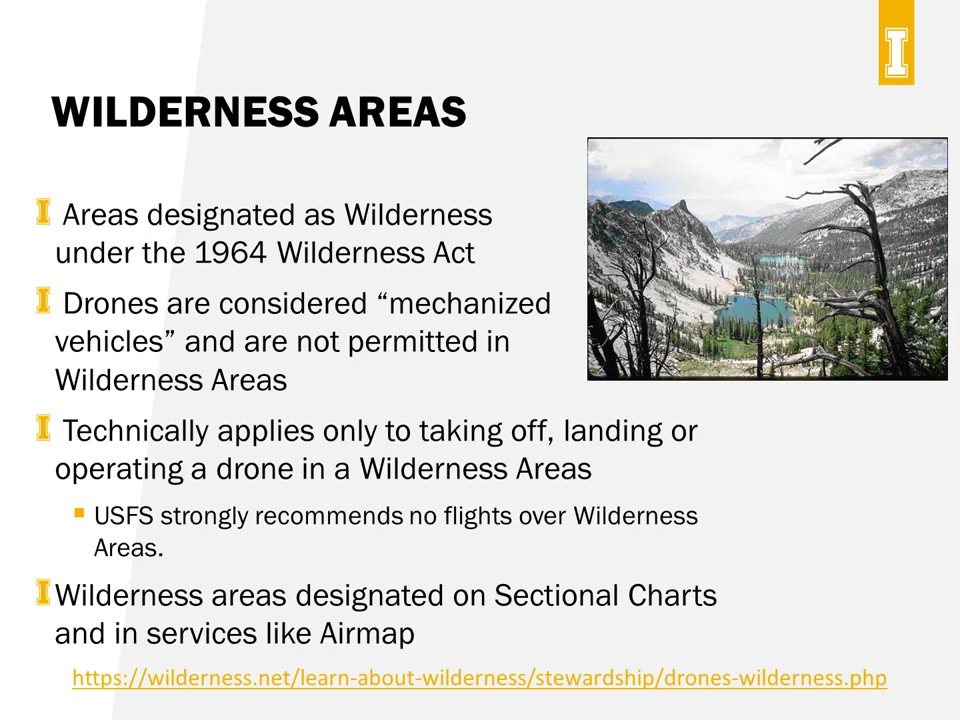 I
WILDERNESS AREAS
I Areas designated as Wilderness
under the 1964 Wilderness Act
I Drones are considered “mechanized
vehicles” and are not permitted in
Wilderness Areas
I Technically applies only to taking off, landing or
operating a drone in a Wilderness Areas
▪ USFS strongly recommends no flights over Wilderness
Areas.
I Wilderness areas designated on Sectional Charts
and in services like Airmap
https://wilderness.net/learn-about-wilderness/stewardship/drones-wilderness.php